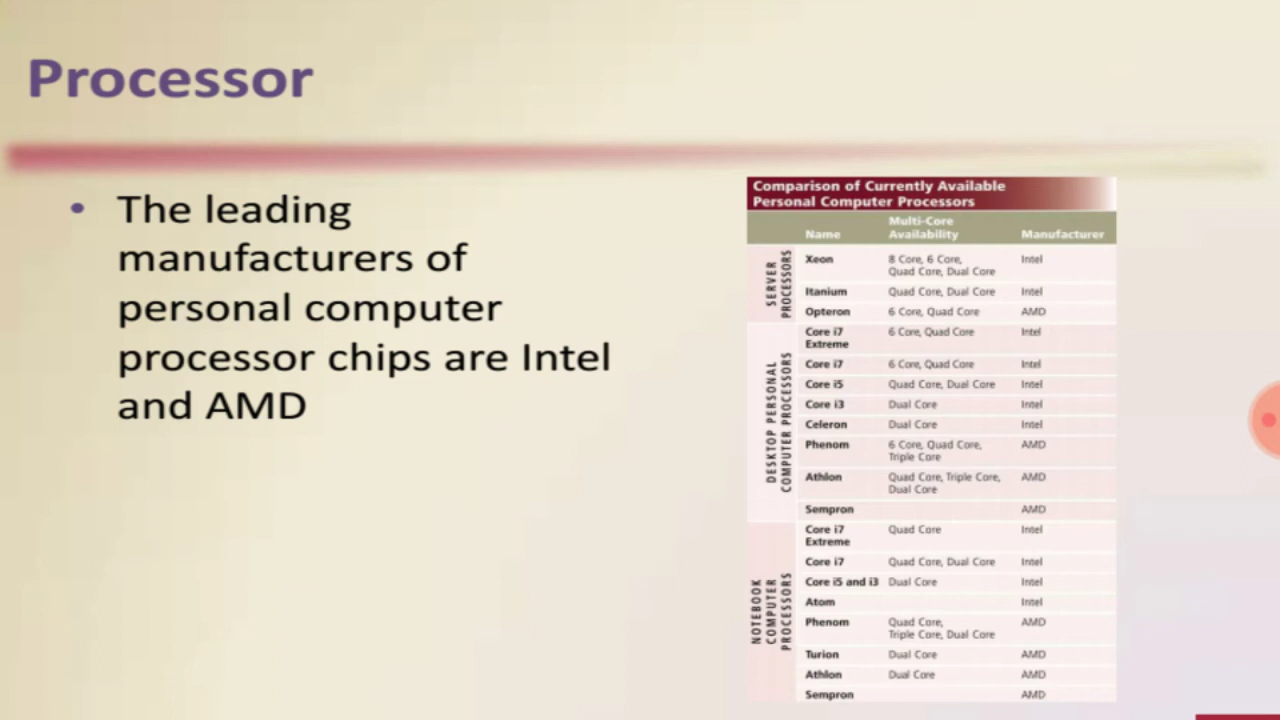 Processor
• The leading
manufacturers of
personal computer
processor chips are Intel
and AMD
Comparison of Currently Available
Personal Computer Processors
Name Multi-Core Availability Manufacturer
SERVER PROCESSORS
Xeon 8 Core, 6 Core, Quad Core, Dual Core Intel
Itanium Quad Core, Dual Core Intel
Opteron 6 Core, Quad Core AMD
DESKTOP PERSONAL COMPUTER PROCESSORS
Core i7 Extreme 6 Core, Quad Core Intel
Core i7 6 Core, Quad Core Intel
Core i5 Quad Core, Dual Core Intel
Core i3 Dual Core Intel
Celeron Dual Core Intel
Phenom 6 Core, Quad Core, Triple Core AMD
Athlon Quad Core, Triple Core, Dual Core AMD
Sempron AMD
NOTEBOOK COMPUTER PROCESSORS
Core i7 Extreme Quad Core Intel
Core i7 Quad Core, Dual Core Intel
Core i5 and i3 Dual Core Intel
Atom Intel
Phenom Quad Core, Triple Core, Dual Core AMD
Turion Dual Core AMD
Athlon Dual Core AMD
Sempron AMD